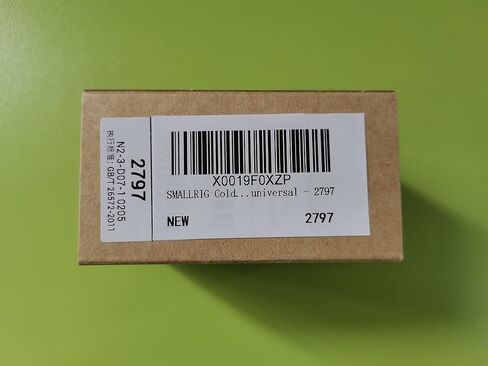 X0019F0XZP
SMALLRIG Cold...universal - 2797
NEW 2797
2797
N2-3-D07-1 0205
执行标准: GB/T 26572-2011